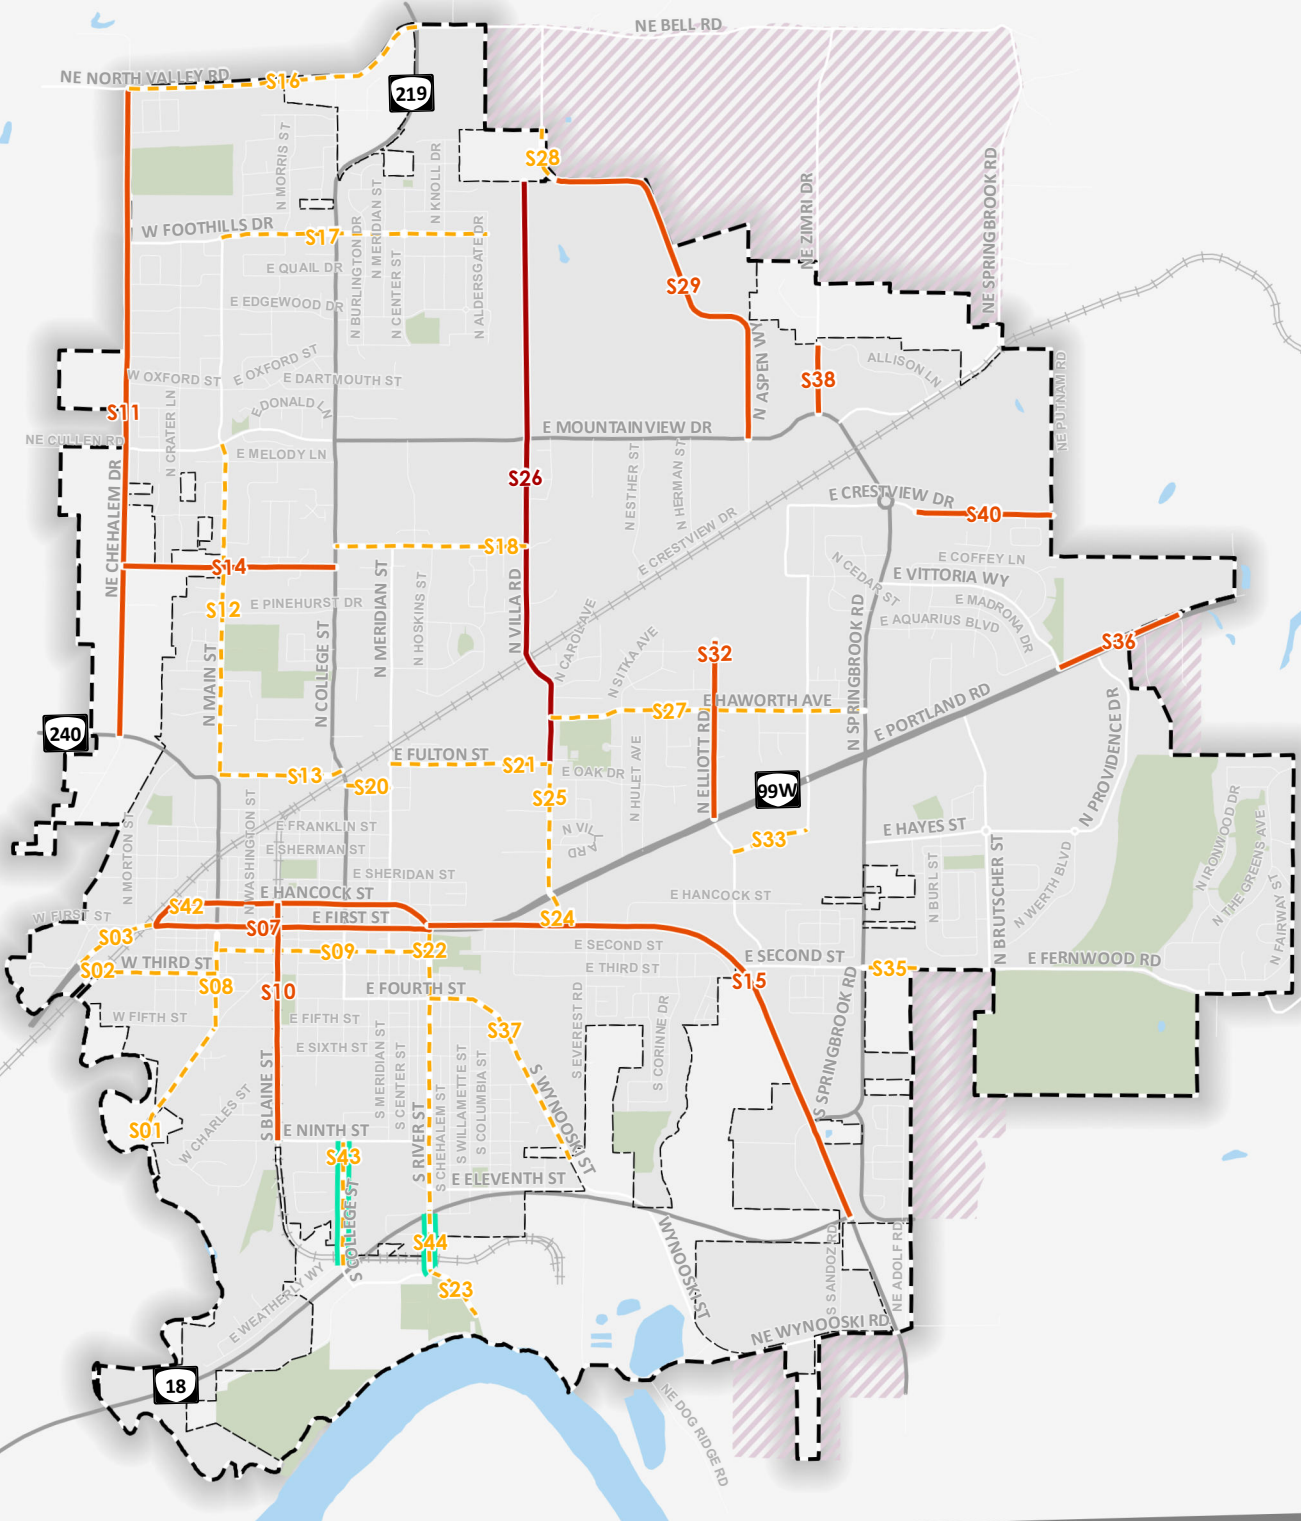 NE BELL RD
NE NORTH VALLEY RD
S16
219
S28
N MORRIS ST
N KNOLL DR
NE SPRINGBROOK RD
N MERIDIAN ST
NE ZIMRI DR
W FOOTHILLS DR
S17
N BURLINGTON DR
N CENTER ST
N ALDERSGATE DR
E QUAIL DR
S29
E EDGEWOOD DR
E OXFORD ST
W OXFORD ST
E DARTMOUTH ST
N ASPEN WY
ALLISON LN
S38
NE PUTNAM RD
S11
E DONALD LN
N CRATER LN
E MOUNTAINVIEW DR
NE CULLEN RD
E MELODY LN
S26
N ESTHER ST
N HERMAN ST
E CRESTVIEW DR
NE CHEHALEM DR
S40
E CRESTVIEW DR
S18
S14
E COFFEY LN
N CEDAR ST
E VITTORIA WY
S12
E PINEHURST DR
N MERIDIAN ST
N HOSKINS ST
N VILLA RD
E MADRONA DR
E AQUARIUS BLVD
N CAROL AVE
N SITKA AVE
S32
S36
N MAIN ST
N COLLEGE ST
N SPRINGBROOK RD
E HAWORTH AVE
S27
E PORTLAND RD
240
N ELLIOTT RD
N PROVIDENCE DR
E FULTON ST
S13
S20
S21
E OAK DR
N HULET AVE
99W
S25
N IRONWOOD DR
E FRANKLIN ST
N VILLA RD
S33
E HAYES ST
N THE GREENS AVE
N MORTON ST
N WASHINGTON ST
E SHERMAN ST
E SHERIDAN ST
N BURL ST
N BRUTSCHER ST
N WERTH BLVD
N FAIRWAY ST
E HANCOCK ST
E HANCOCK ST
S42
W FIRST ST
E FIRST ST
S07
S24
S03
S09
S22
E SECOND ST
E SECOND ST
S02
W THIRD ST
E THIRD ST
S35
E FERNWOOD RD
S08
S10
E FOURTH ST
S15
W FIFTH ST
E FIFTH ST
S37
S EVEREST RD
S CORINNE DR
S SPRINGBROOK RD
E SIXTH ST
S MERIDIAN ST
S CENTER ST
S WILLAMETTE ST
S COLUMBIA ST
S WYNOOSKI ST
S BLAINE ST
W CHARLES ST
S01
E NINTH ST
S RIVER ST
S CHEHALEM ST
S43
E ELEVENTH ST
S COLLEGE ST
S44
WYNOOSKI ST
S SANDOZ RD
NE ADOLF RD
E WEATHERLY WY
S23
NE WYNOOSKI RD
18
NE DOG RIDGE RD